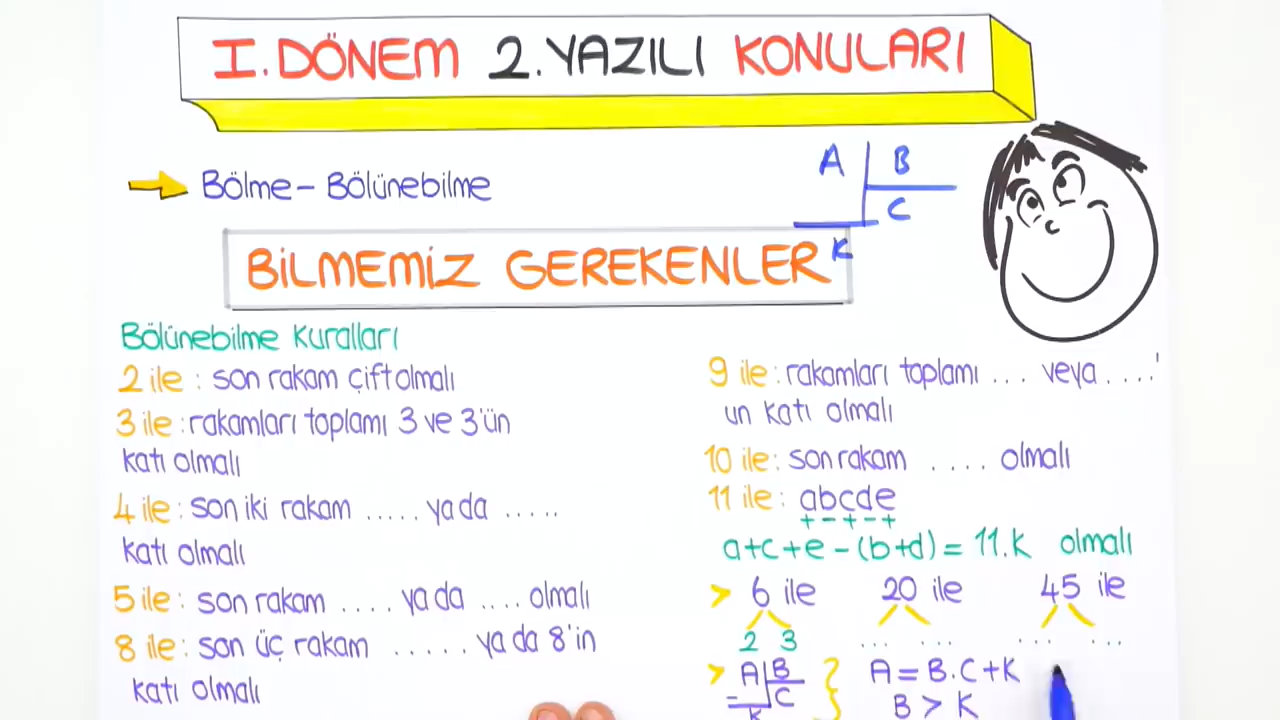 I. DÖNEM 2. YAZILI KONULARI
Bölme - Bölünebilme
A B
C
K
BİLMEMİZ GEREKENLER
Bölünebilme Kuralları
2 ile : son rakam çift olmalı
3 ile : rakamları toplamı 3 ve 3'ün
katı olmalı
4 ile : son iki rakam ..... ya da .....
katı olmalı
5 ile : son rakam .... ya da .... olmalı
8 ile : son üç rakam ..... ya da 8'in
katı olmalı
9 ile : rakamları toplamı ... veya ....'
un katı olmalı
10 ile : son rakam .... olmalı
11 ile : abcde
+ - + - +
a+c+e-(b+d) = 11.k olmalı
> 6 ile 20 ile 45 ile
2 3 ... ... ... ...
> A B } A = B.C+K
- C B > K
K